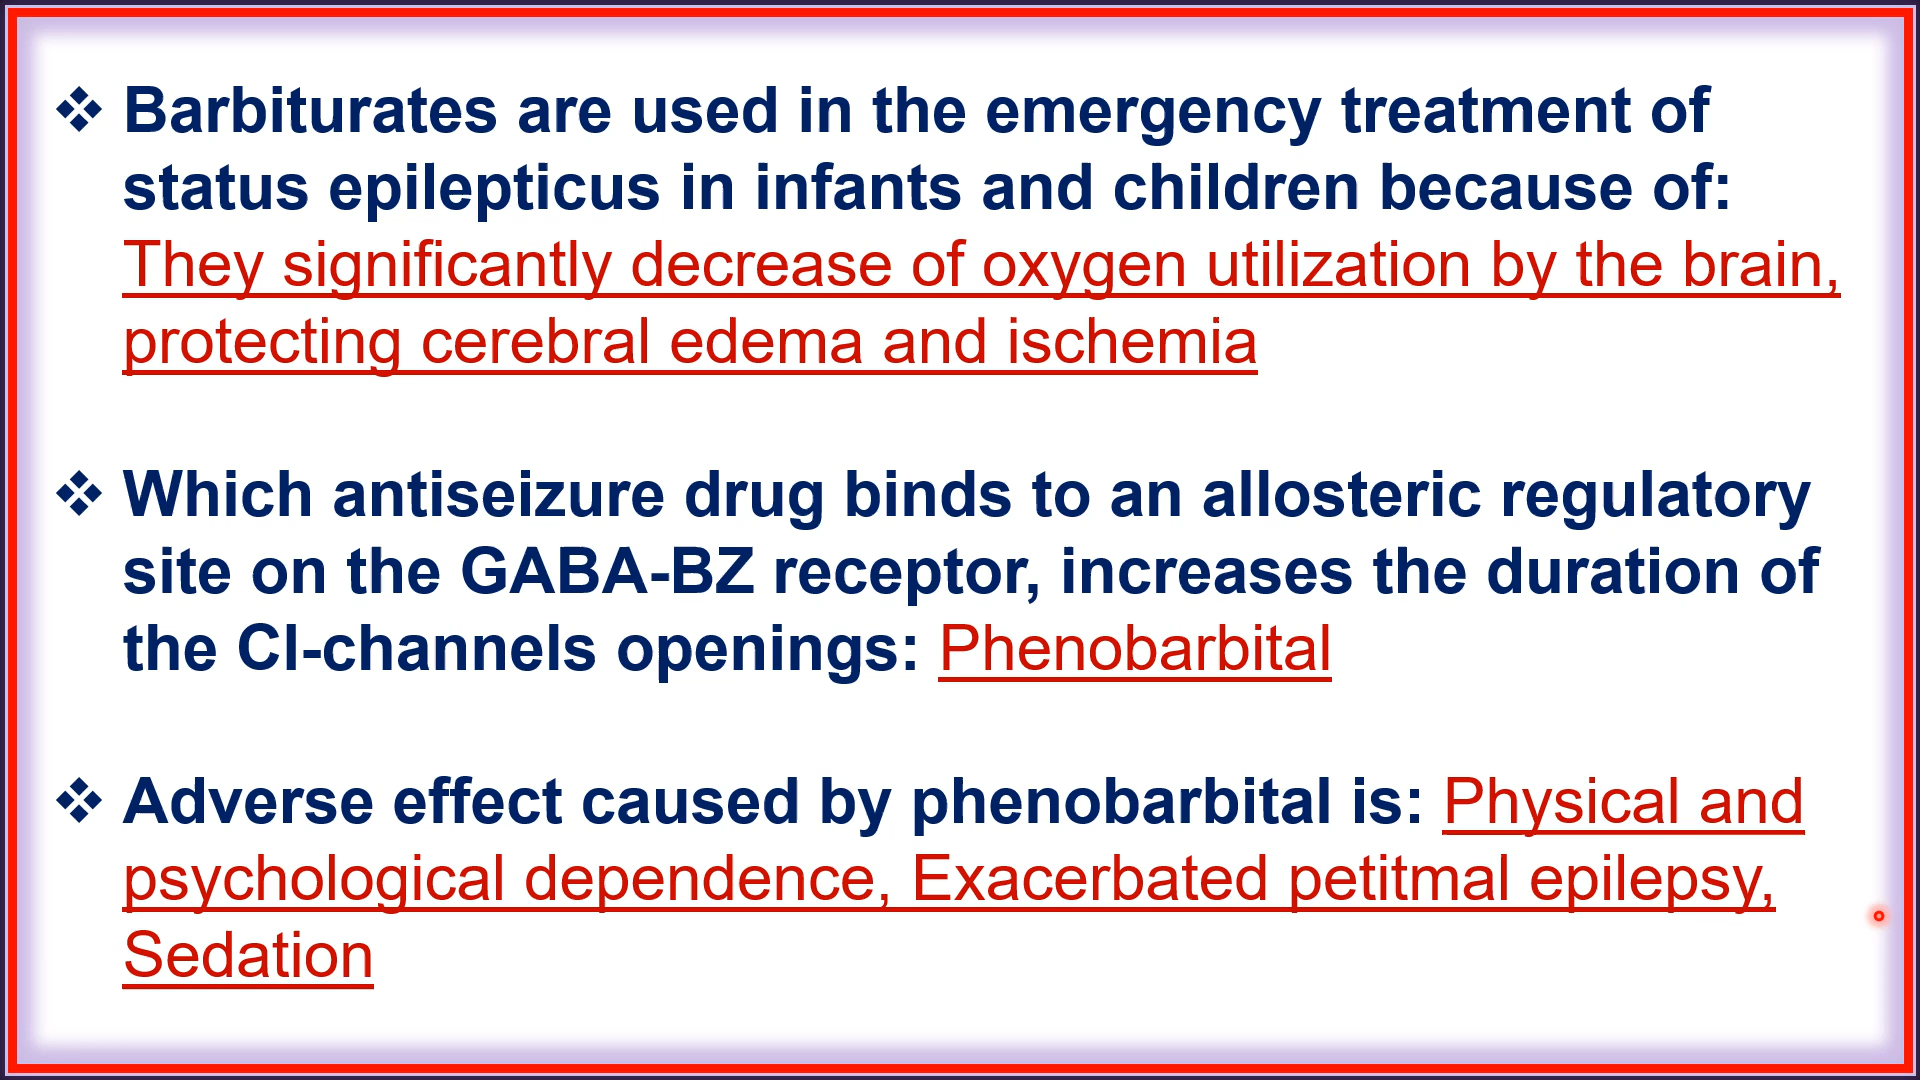 ❖ Barbiturates are used in the emergency treatment of
status epilepticus in infants and children because of:
They significantly decrease of oxygen utilization by the brain,
protecting cerebral edema and ischemia
❖ Which antiseizure drug binds to an allosteric regulatory
site on the GABA-BZ receptor, increases the duration of
the Cl-channels openings: Phenobarbital
❖ Adverse effect caused by phenobarbital is: Physical and
psychological dependence, Exacerbated petitmal epilepsy,
Sedation